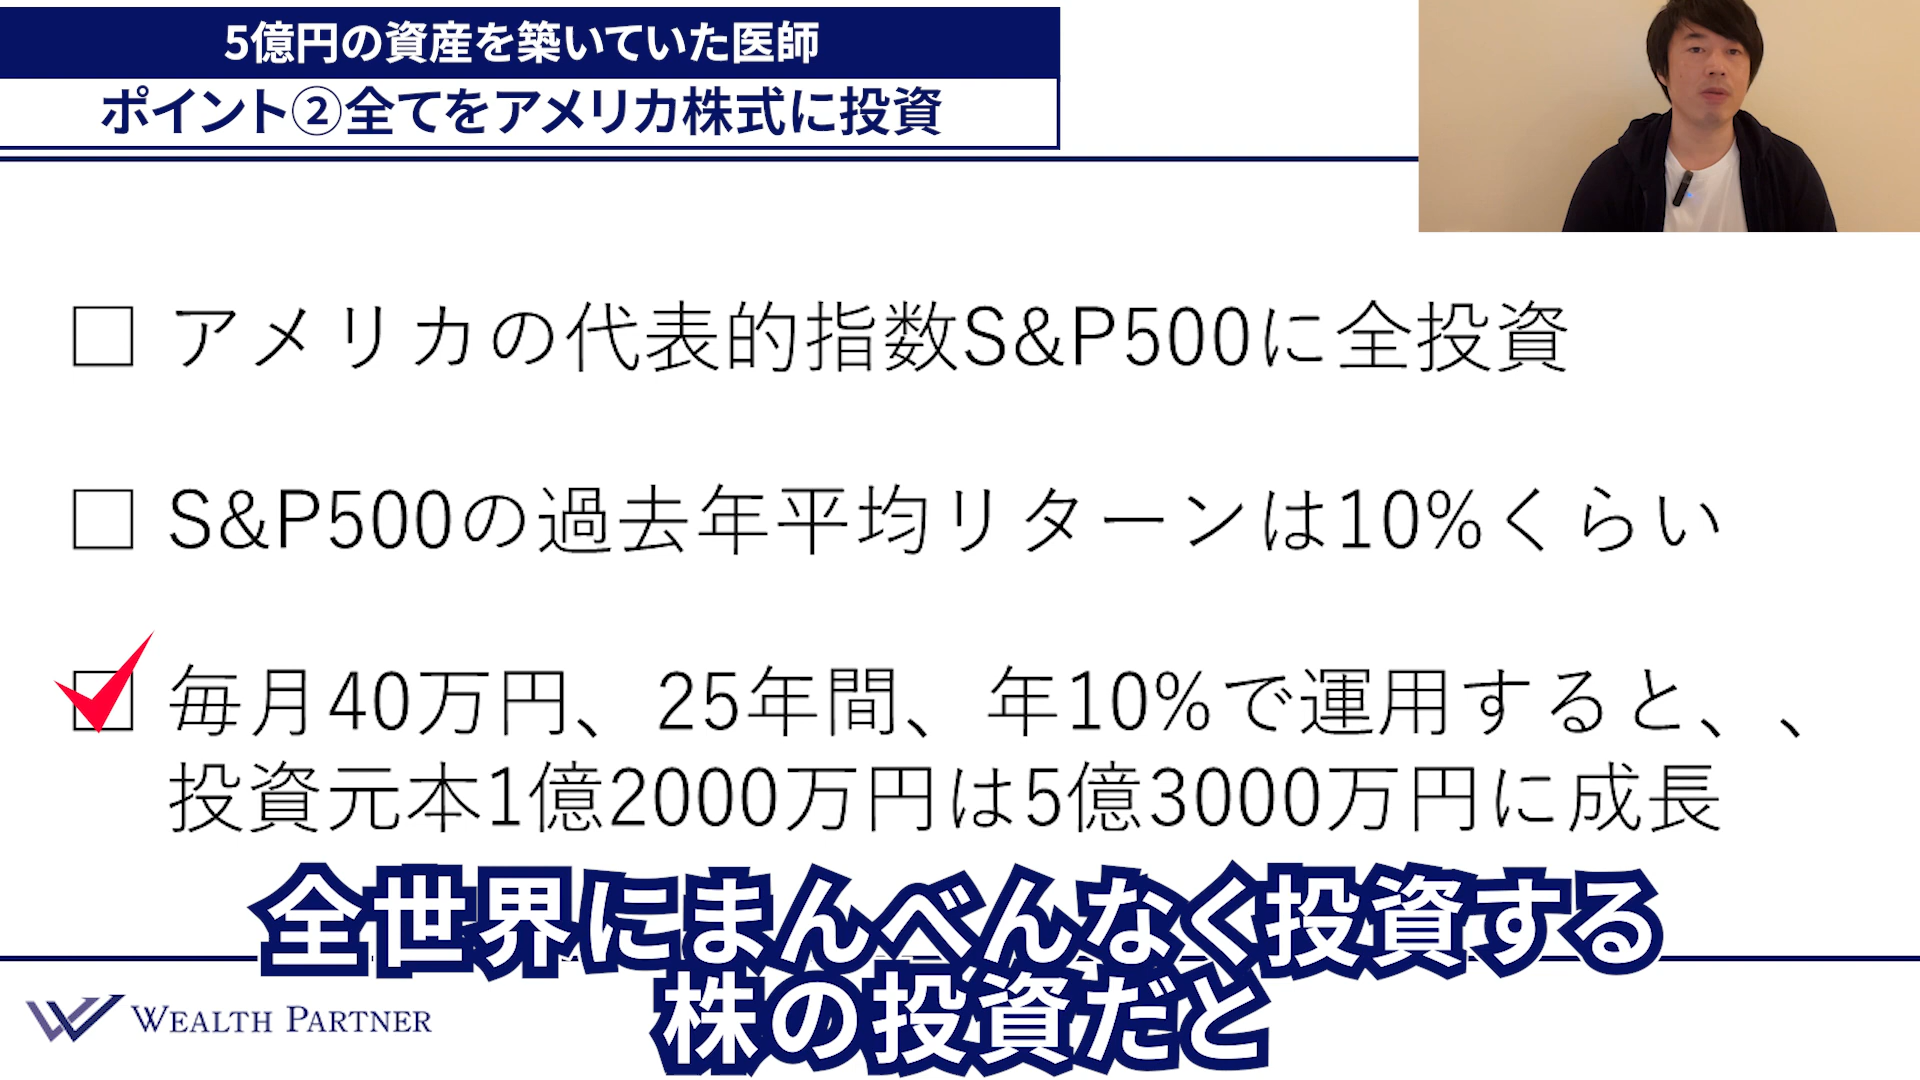 5億円の資産を築いていた医師
ポイント②全てをアメリカ株式に投資
□ アメリカの代表的指数S&P500に全投資
□ S&P500の過去年平均リターンは10%くらい
☑ 毎月40万円、25年間、年10%で運用すると、、
投資元本1億2000万円は5億3000万円に成長
全世界にまんべんなく投資する
株の投資だと
WEALTH PARTNER